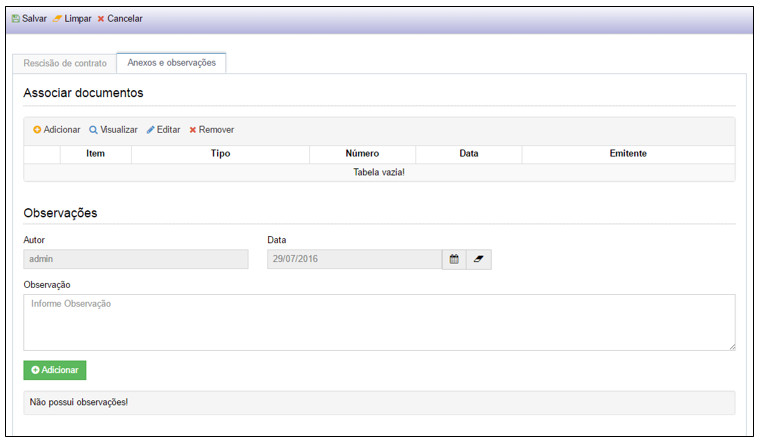 Salvar Limpar Cancelar
Rescisão de contrato Anexos e observações
Associar documentos
Adicionar Visualizar Editar Remover
Item Tipo Número Data Emitente
Tabela vazia!
Observações
Autor Data
admin 29/07/2016
Observação
Informe Observação
Adicionar
Não possui observações!